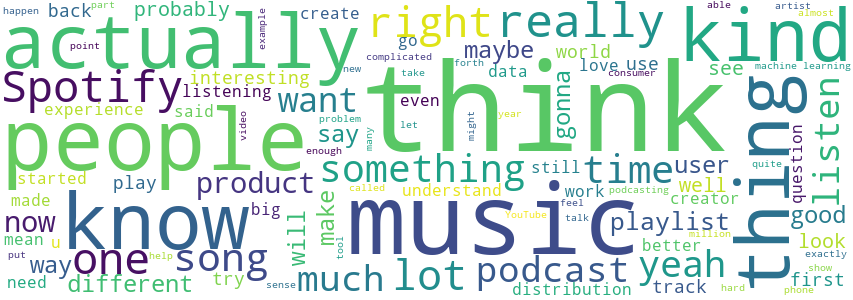 happen
part
back
probably
create
artist
able
almost
actually
right
really
kind
point
example
complicated
go
maybe
world
forth
new
love
use
data
take
consumer
see
machine learning
Spotify
interesting
listening
want
even
gonna
think
thing
listen
experience
said
say
problem
many
let
might
year
people
video
enough
something
time
user
question
quite
started
play
product
called
understand
still
work
podcasting
well
creator
made
now
know
big
will
make
music
feel
talk
YouTube
million
playlist
good
mean
u
put
way
one
song
help
tool
better
look
exactly
need
different
try
sense
much
lot
podcast
distribution
yeah
track
hard
show
first
phone